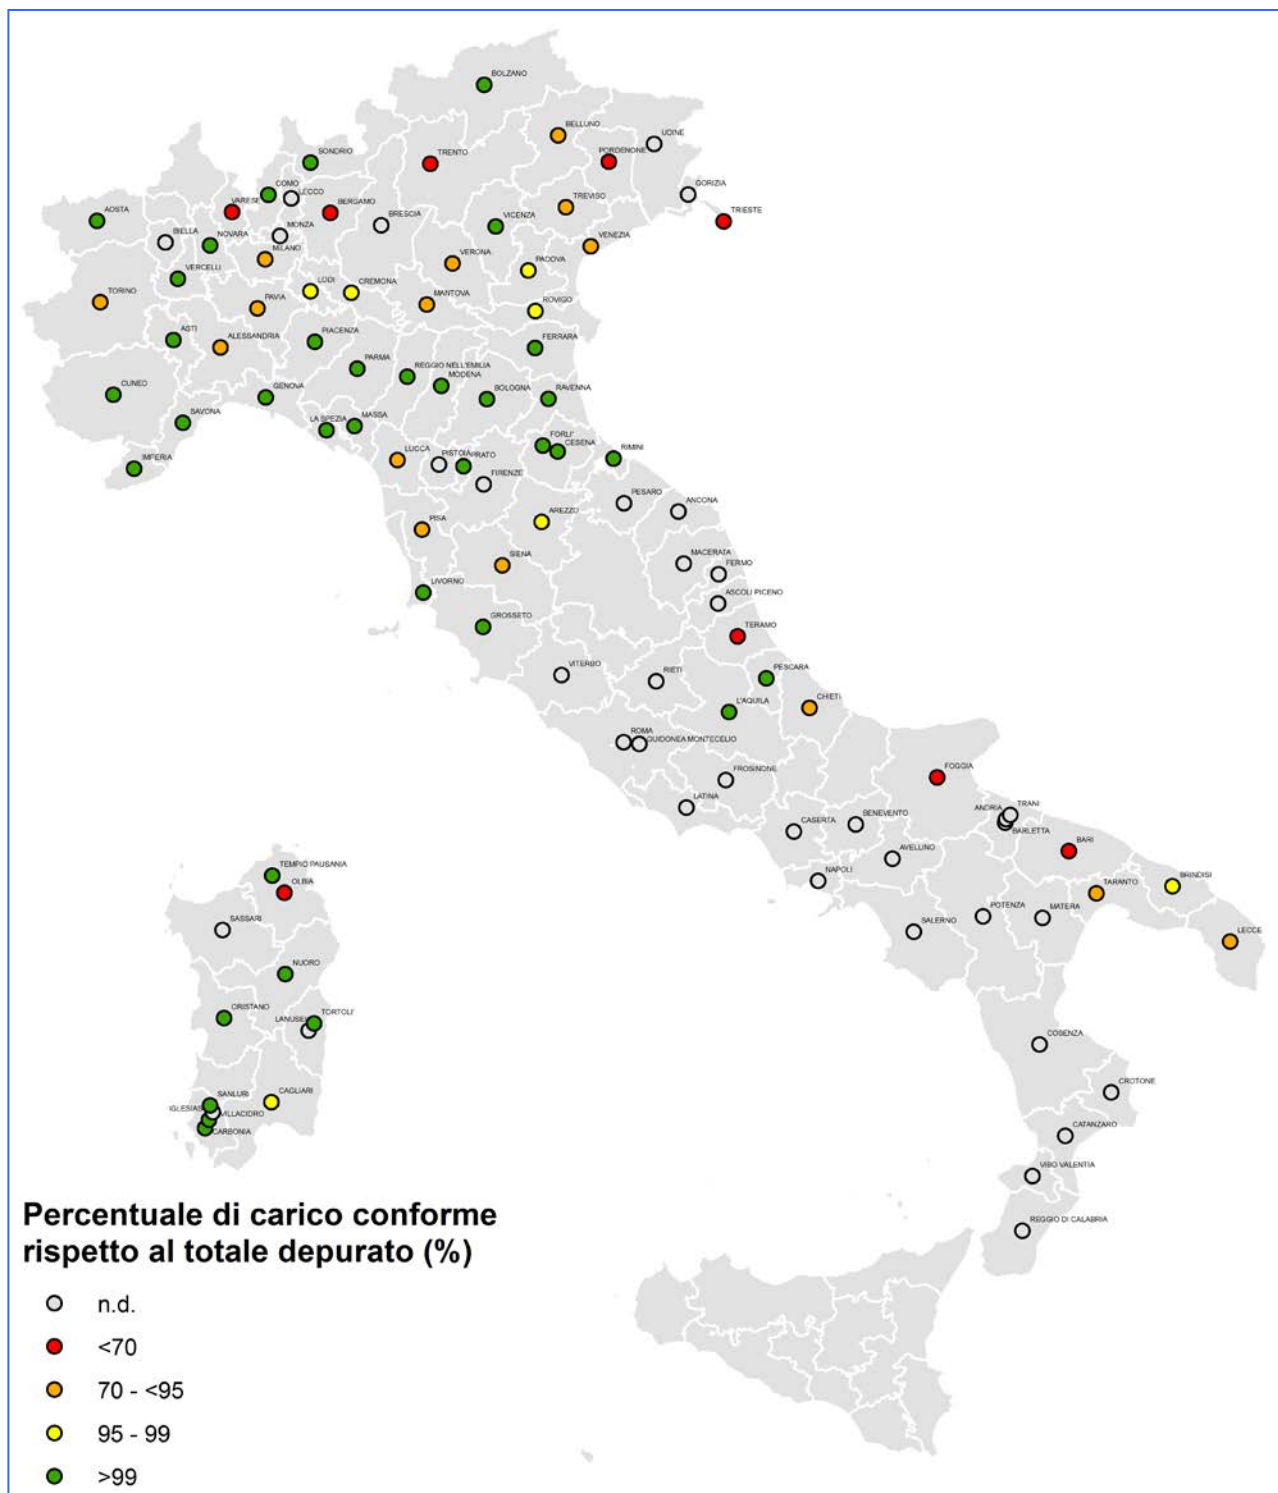 BOLZANO
BELLUNO
UDINE
TRENTO
PORDENONE
SONDRIO
COMO
LECCO
GORIZIA
VARESE
BERGAMO
TREVISO
AOSTA
BRESCIA
VICENZA
TRIESTE
BIELLA
NOVARA
MONZA
MILANO
VENEZIA
VERONA
PADOVA
VERCELLI
LODI
CREMONA
TORINO
PAVIA
MANTOVA
ROVIGO
ASTI
ALESSANDRIA
PIACENZA
FERRARA
PARMA
REGGIO NELL'EMILIA
MODENA
CUNEO
GENOVA
BOLOGNA
RAVENNA
SAVONA
LA SPEZIA
MASSA
FORLI'
CESENA
RIMINI
IMPERIA
LUCCA
PISTOIA
PRATO
FIRENZE
PESARO
ANCONA
PISA
AREZZO
SIENA
MACERATA
FERMO
LIVORNO
ASCOLI PICENO
GROSSETO
TERAMO
VITERBO
RIETI
PESCARA
L'AQUILA
CHIETI
ROMA
GUIDONEA MONTECELIO
FROSINONE
FOGGIA
LATINA
ANDRIA
TRANI
CASERTA
BENEVENTO
BARLETTA
BARI
AVELLINO
TEMPIO PAUSANIA
NAPOLI
OLBIA
TARANTO
BRINDISI
SASSARI
POTENZA
MATERA
SALERNO
LECCE
NUORO
ORISTANO
TORTOLI'
LANUSEI
COSENZA
CROTONE
SANLURI
CAGLIARI
IGLESIAS
VILLACIDRO
CARBONIA
CATANZARO
VIBO VALENTIA
REGGIO DI CALABRIA
Percentuale di carico conforme
rispetto al totale depurato (%)
n.d.
<70
70 - <95
95 - 99
>99